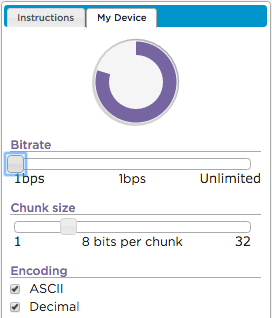 Instructions My Device
Bitrate
1bps 1bps Unlimited
Chunk size
1 8 bits per chunk 32
Encoding
ASCII
Decimal